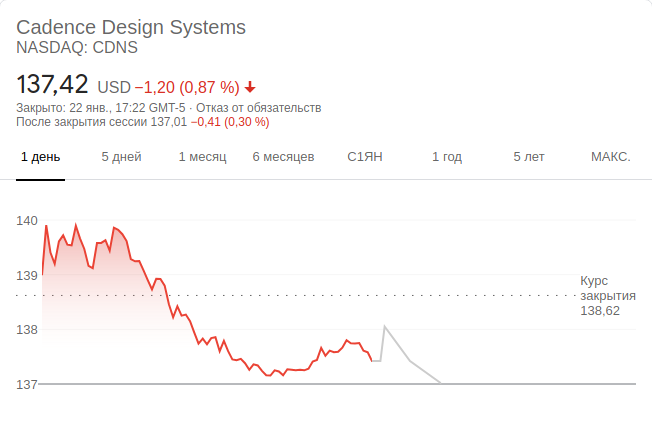 Cadence Design Systems
NASDAQ: CDNS
137,42 USD −1,20 (0,87 %)
Закрыто: 22 янв., 17:22 GMT-5 · Отказ от обязательств
После закрытия сессии 137,01 −0,41 (0,30 %)
1 день 5 дней 1 месяц 6 месяцев С1ЯН 1 год 5 лет МАКС.
140
139
Курс
закрытия
138,62
138
137